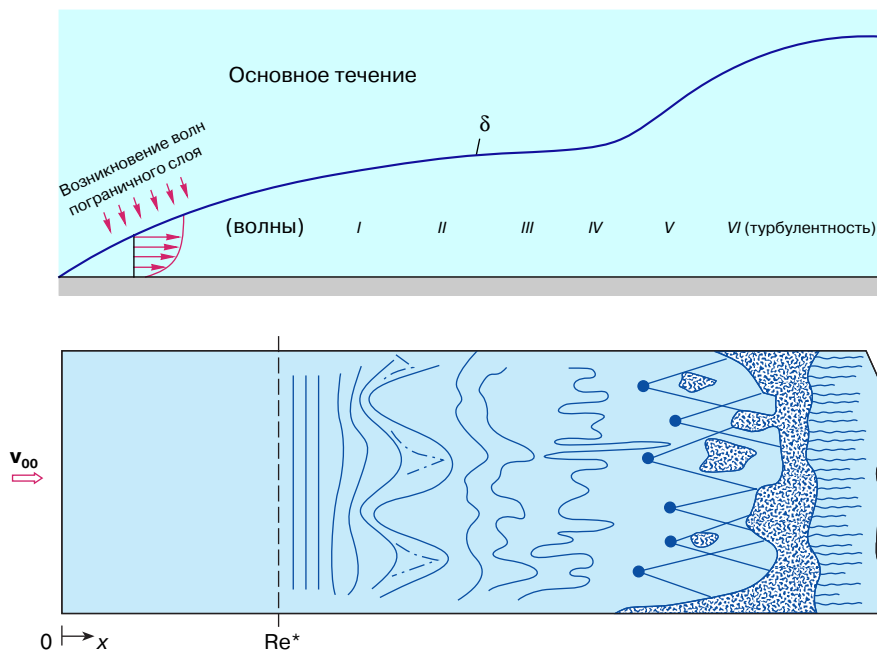 Основное течение
Возникновение волн
пограничного слоя
δ
(волны) I II III IV V VI (турбулентность)
v00
0 x Re*